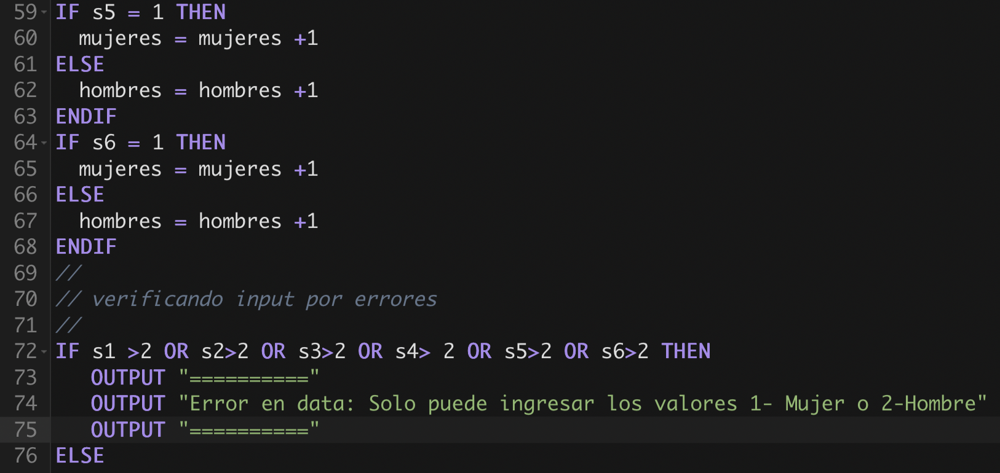 59 IF s5 = 1 THEN
60 mujeres = mujeres +1
61 ELSE
62 hombres = hombres +1
63 ENDIF
64 IF s6 = 1 THEN
65 mujeres = mujeres +1
66 ELSE
67 hombres = hombres +1
68 ENDIF
69 //
70 // verificando input por errores
71 //
72 IF s1 >2 OR s2>2 OR s3>2 OR s4> 2 OR s5>2 OR s6>2 THEN
73 OUTPUT "=========="
74 OUTPUT "Error en data: Solo puede ingresar los valores 1- Mujer o 2-Hombre"
75 OUTPUT "=========="
76 ELSE